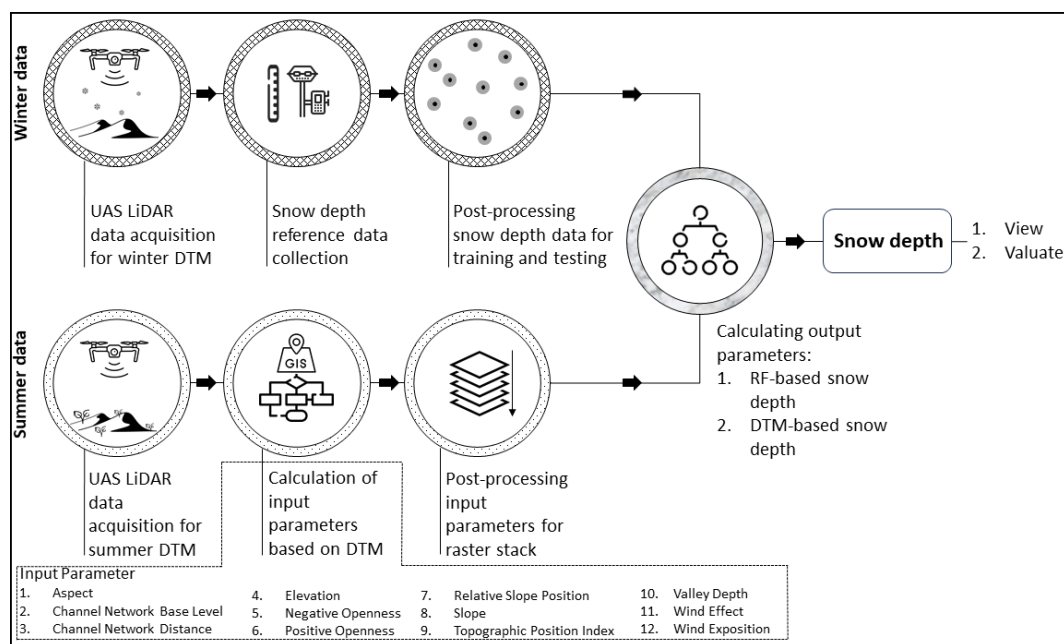 Winter data
UAS LiDAR
data acquisition
for winter DTM
Snow depth
reference data
collection
Post-processing
snow depth data for
training and testing
Snow depth
1. View
2. Valuate
Calculating output
parameters:
1. RF-based snow
depth
2. DTM-based snow
depth
Summer data
GIS
UAS LiDAR
data
acquisition for
summer DTM
Calculation of
input
parameters
based on DTM
Post-processing
input
parameters for
raster stack
Input Parameter
1. Aspect
2. Channel Network Base Level
3. Channel Network Distance
4. Elevation
5. Negative Openness
6. Positive Openness
7. Relative Slope Position
8. Slope
9. Topographic Position Index
10. Valley Depth
11. Wind Effect
12. Wind Exposition